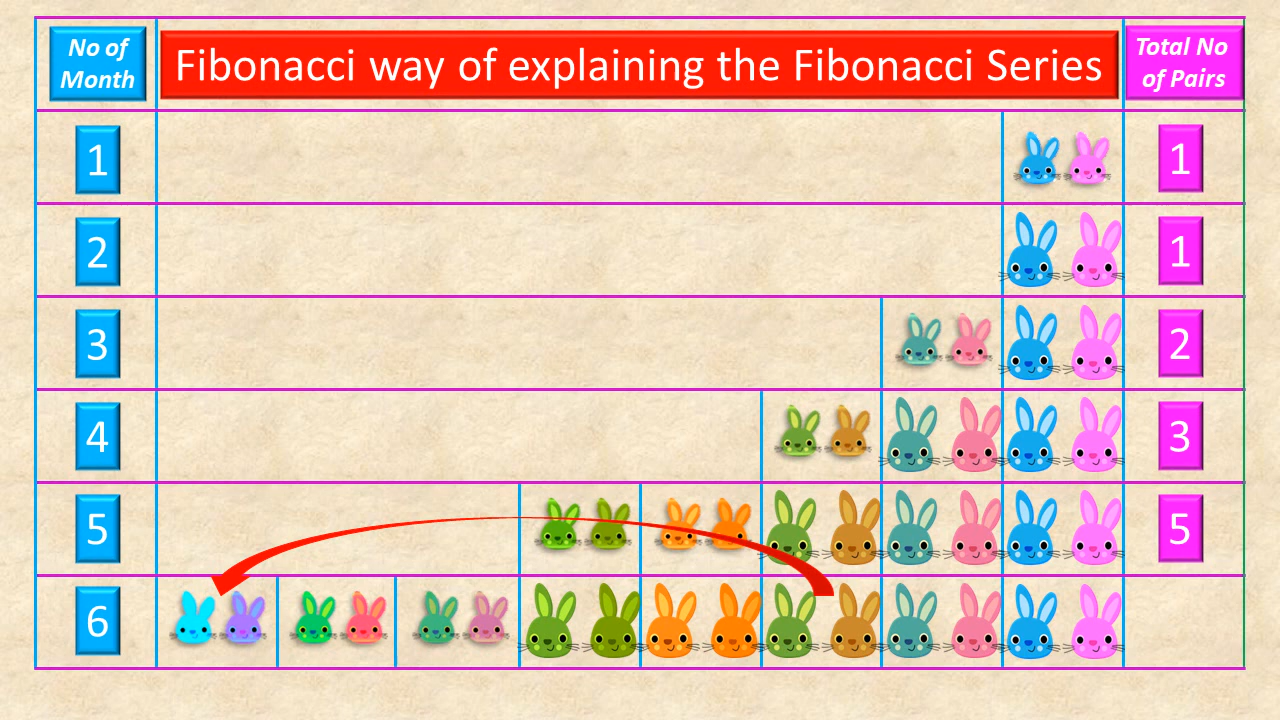 No of
Month
Fibonacci way of explaining the Fibonacci Series
Total No
of Pairs
1
1
2
1
3
2
4
3
5
5
6